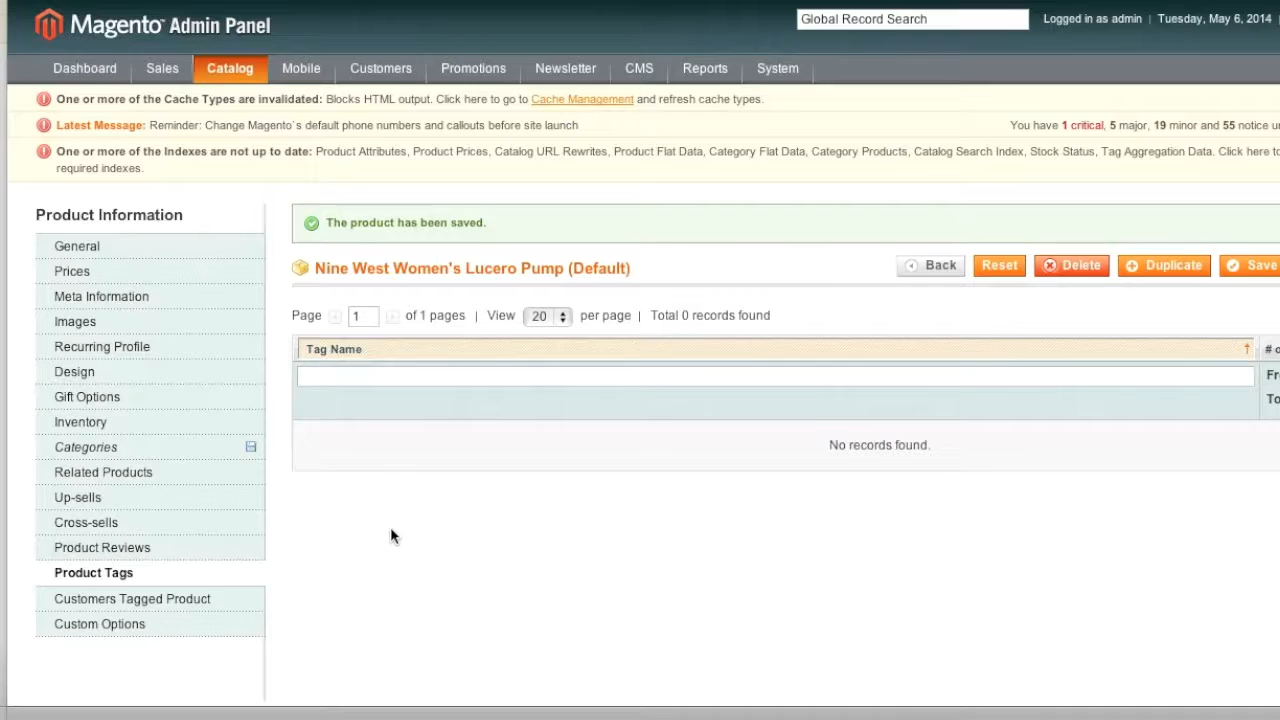 Magento Admin Panel
Global Record Search
Logged in as admin | Tuesday, May 6, 2014
Dashboard Sales Catalog Mobile Customers Promotions Newsletter CMS Reports System
One or more of the Cache Types are invalidated: Blocks HTML output. Click here to go to Cache Management and refresh cache types.
Latest Message: Reminder: Change Magento`s default phone numbers and callouts before site launch
You have 1 critical, 5 major, 19 minor and 55 notice
One or more of the Indexes are not up to date: Product Attributes, Product Prices, Catalog URL Rewrites, Product Flat Data, Category Flat Data, Category Products, Catalog Search Index, Stock Status, Tag Aggregation Data. Click here to
required indexes.
Product Information
General
Prices
Meta Information
Images
Recurring Profile
Design
Gift Options
Inventory
Categories
Related Products
Up-sells
Cross-sells
Product Reviews
Product Tags
Customers Tagged Product
Custom Options
The product has been saved.
Nine West Women's Lucero Pump (Default)
Back Reset Delete Duplicate Save
Page 1 of 1 pages | View 20 per page | Total 0 records found
Tag Name
No records found.